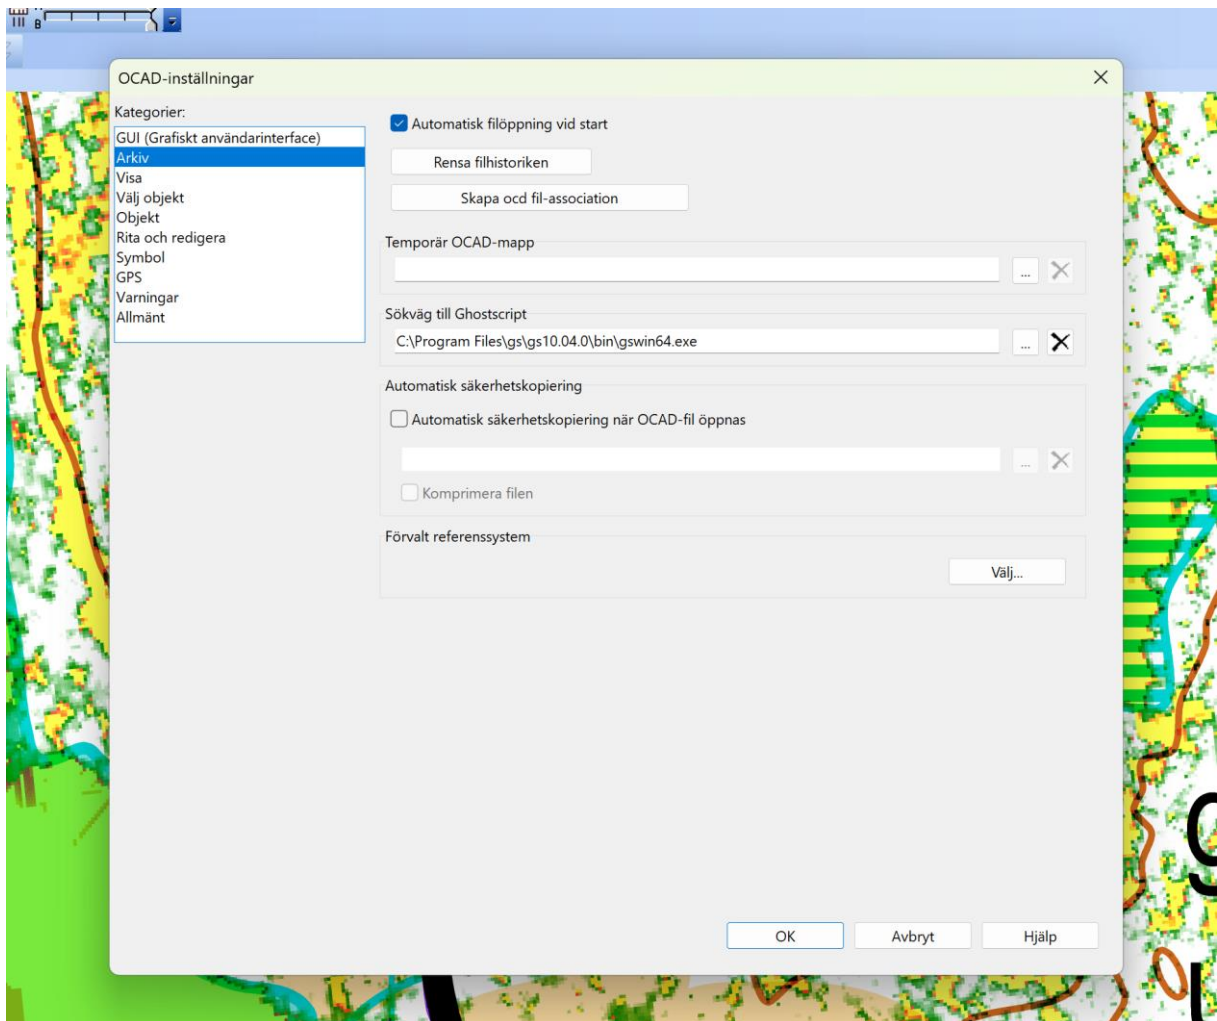 B
OCAD-inställningar
Kategorier:
GUI (Grafiskt användarinterface)
Arkiv
Visa
Välj objekt
Objekt
Rita och redigera
Symbol
GPS
Varningar
Allmänt
Automatisk filöppning vid start
Rensa filhistoriken
Skapa ocd fil-association
Temporär OCAD-mapp
...
Sökväg till Ghostscript
C:\Program Files\gs\gs10.04.0\bin\gswin64.exe
...
Automatisk säkerhetskopiering
Automatisk säkerhetskopiering när OCAD-fil öppnas
...
Komprimera filen
Förvalt referenssystem
Välj...
OK
Avbryt
Hjälp